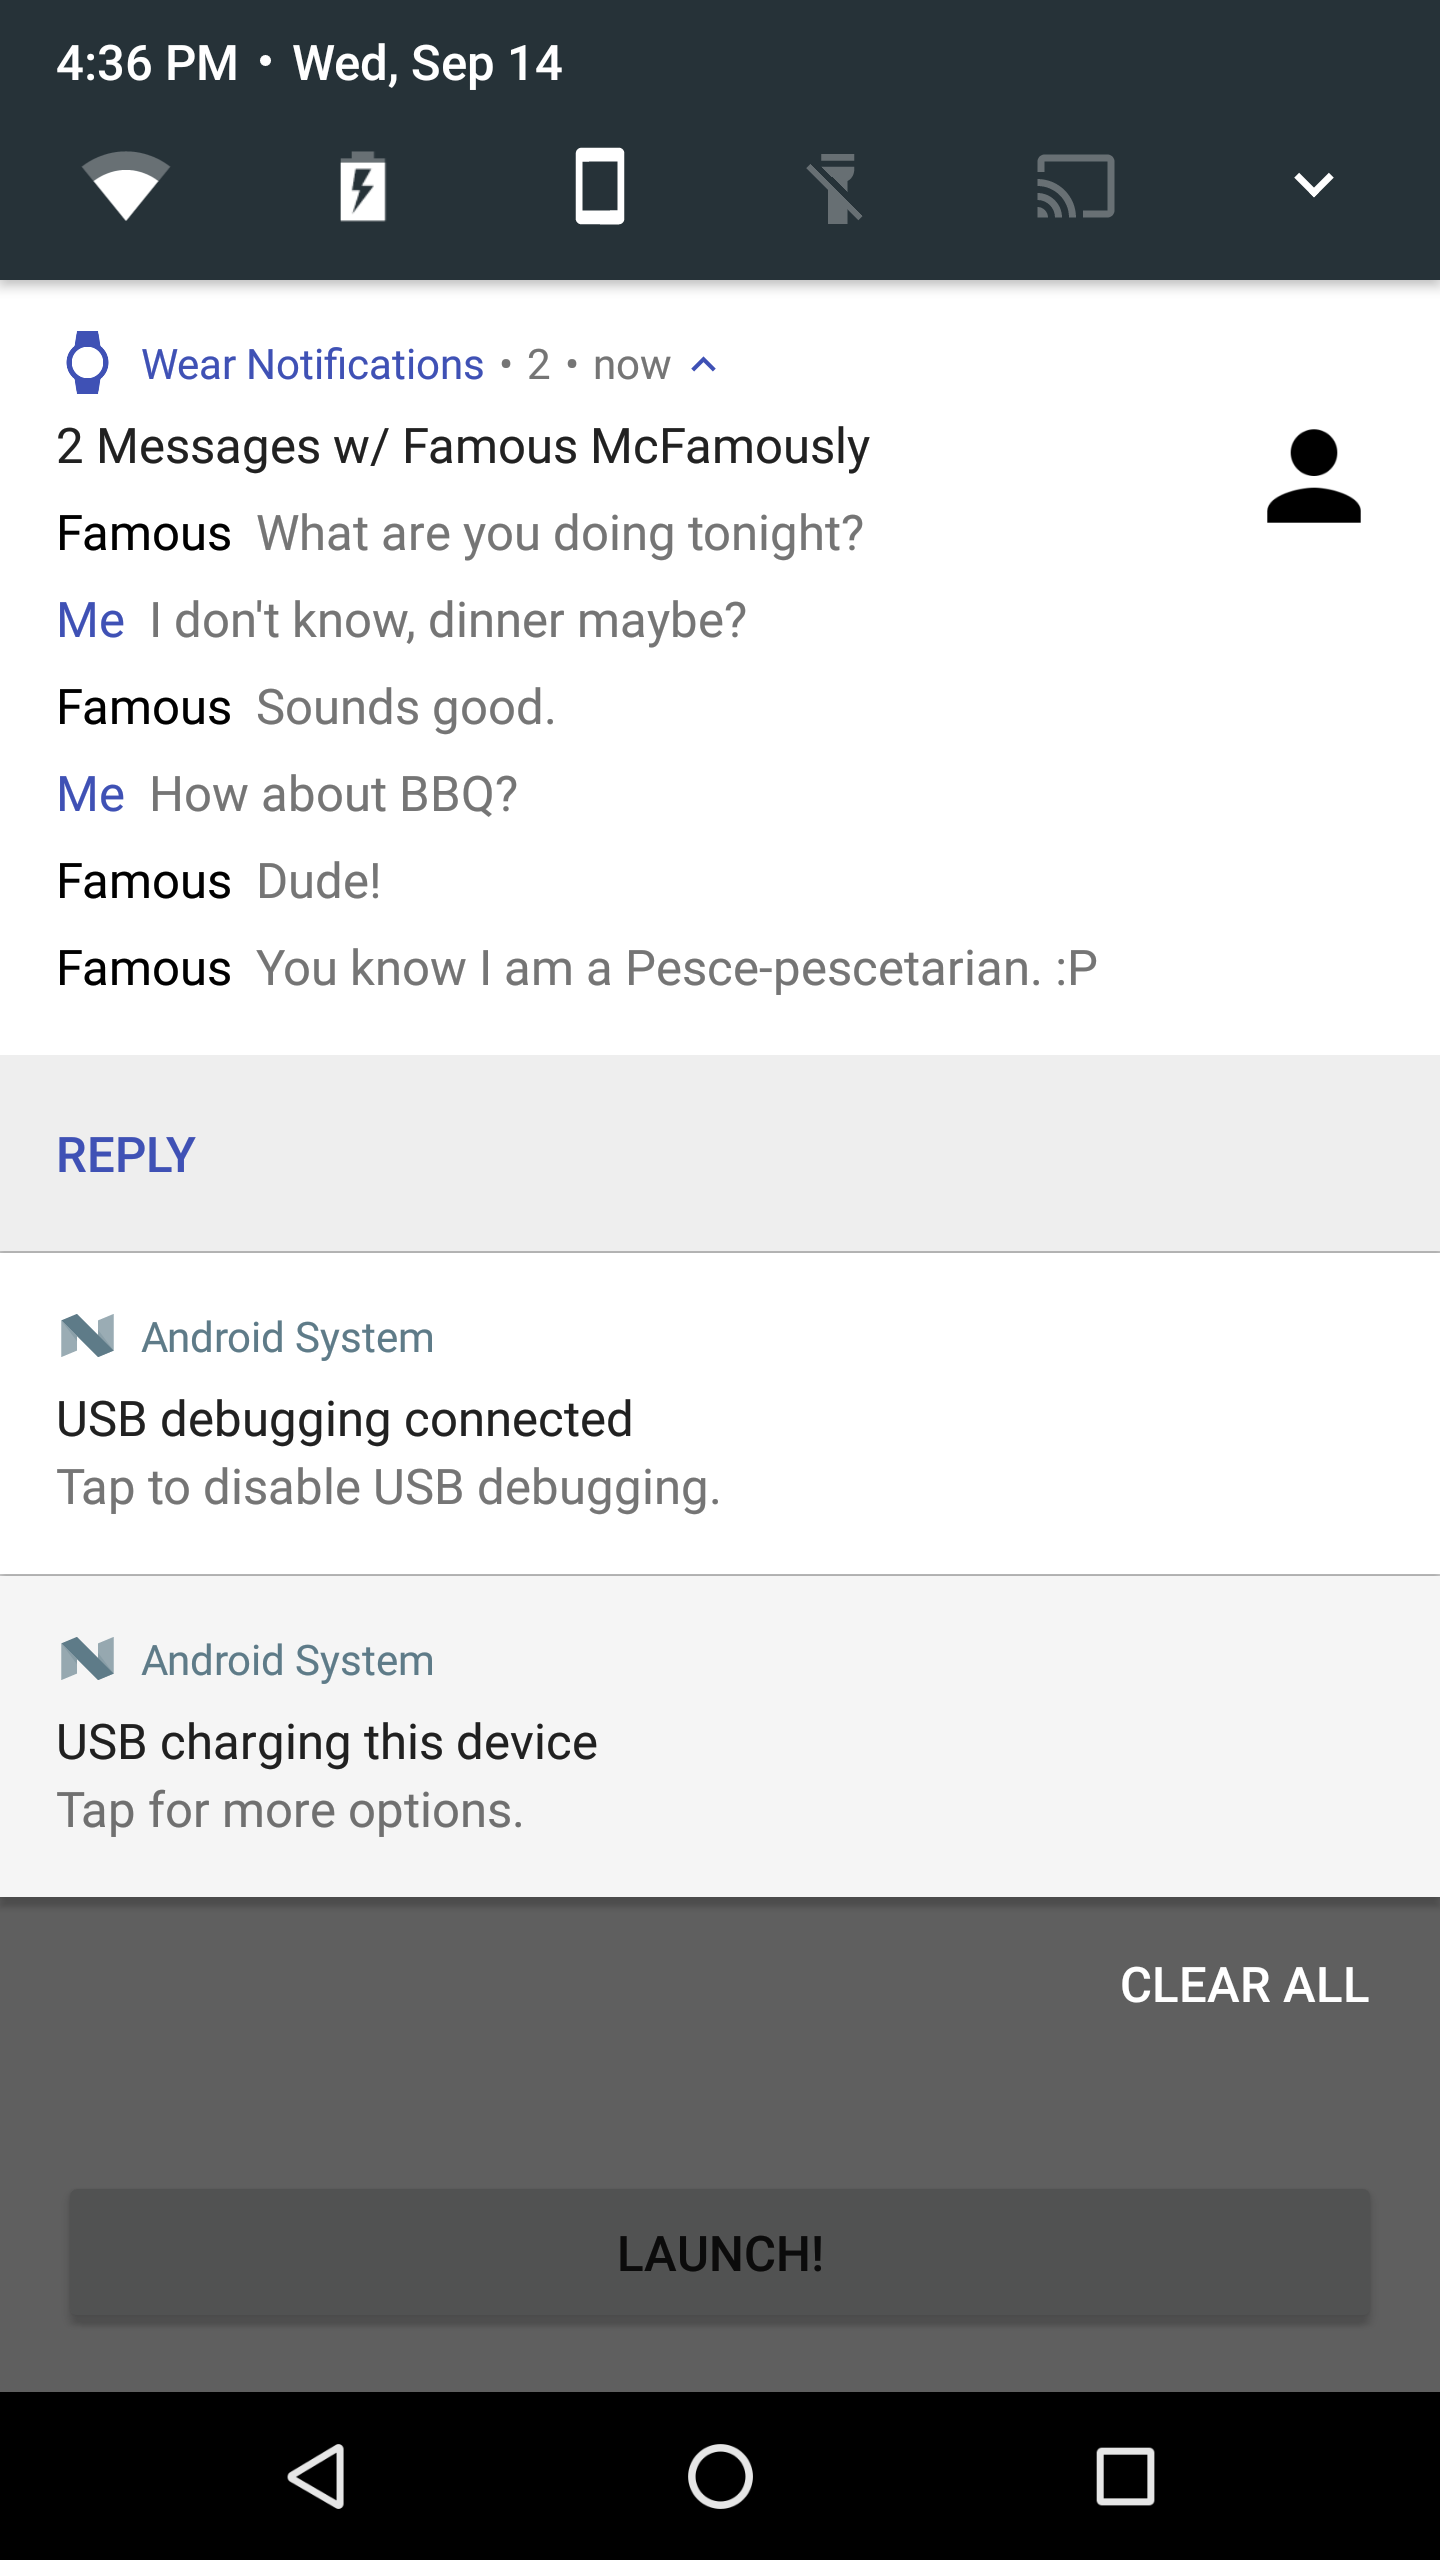 4:36 PM • Wed, Sep 14
Wear Notifications • 2 • now
2 Messages w/ Famous McFamously
Famous What are you doing tonight?
Me I don't know, dinner maybe?
Famous Sounds good.
Me How about BBQ?
Famous Dude!
Famous You know I am a Pesce-pescetarian. :P
REPLY
Android System
USB debugging connected
Tap to disable USB debugging.
Android System
USB charging this device
Tap for more options.
CLEAR ALL
LAUNCH!